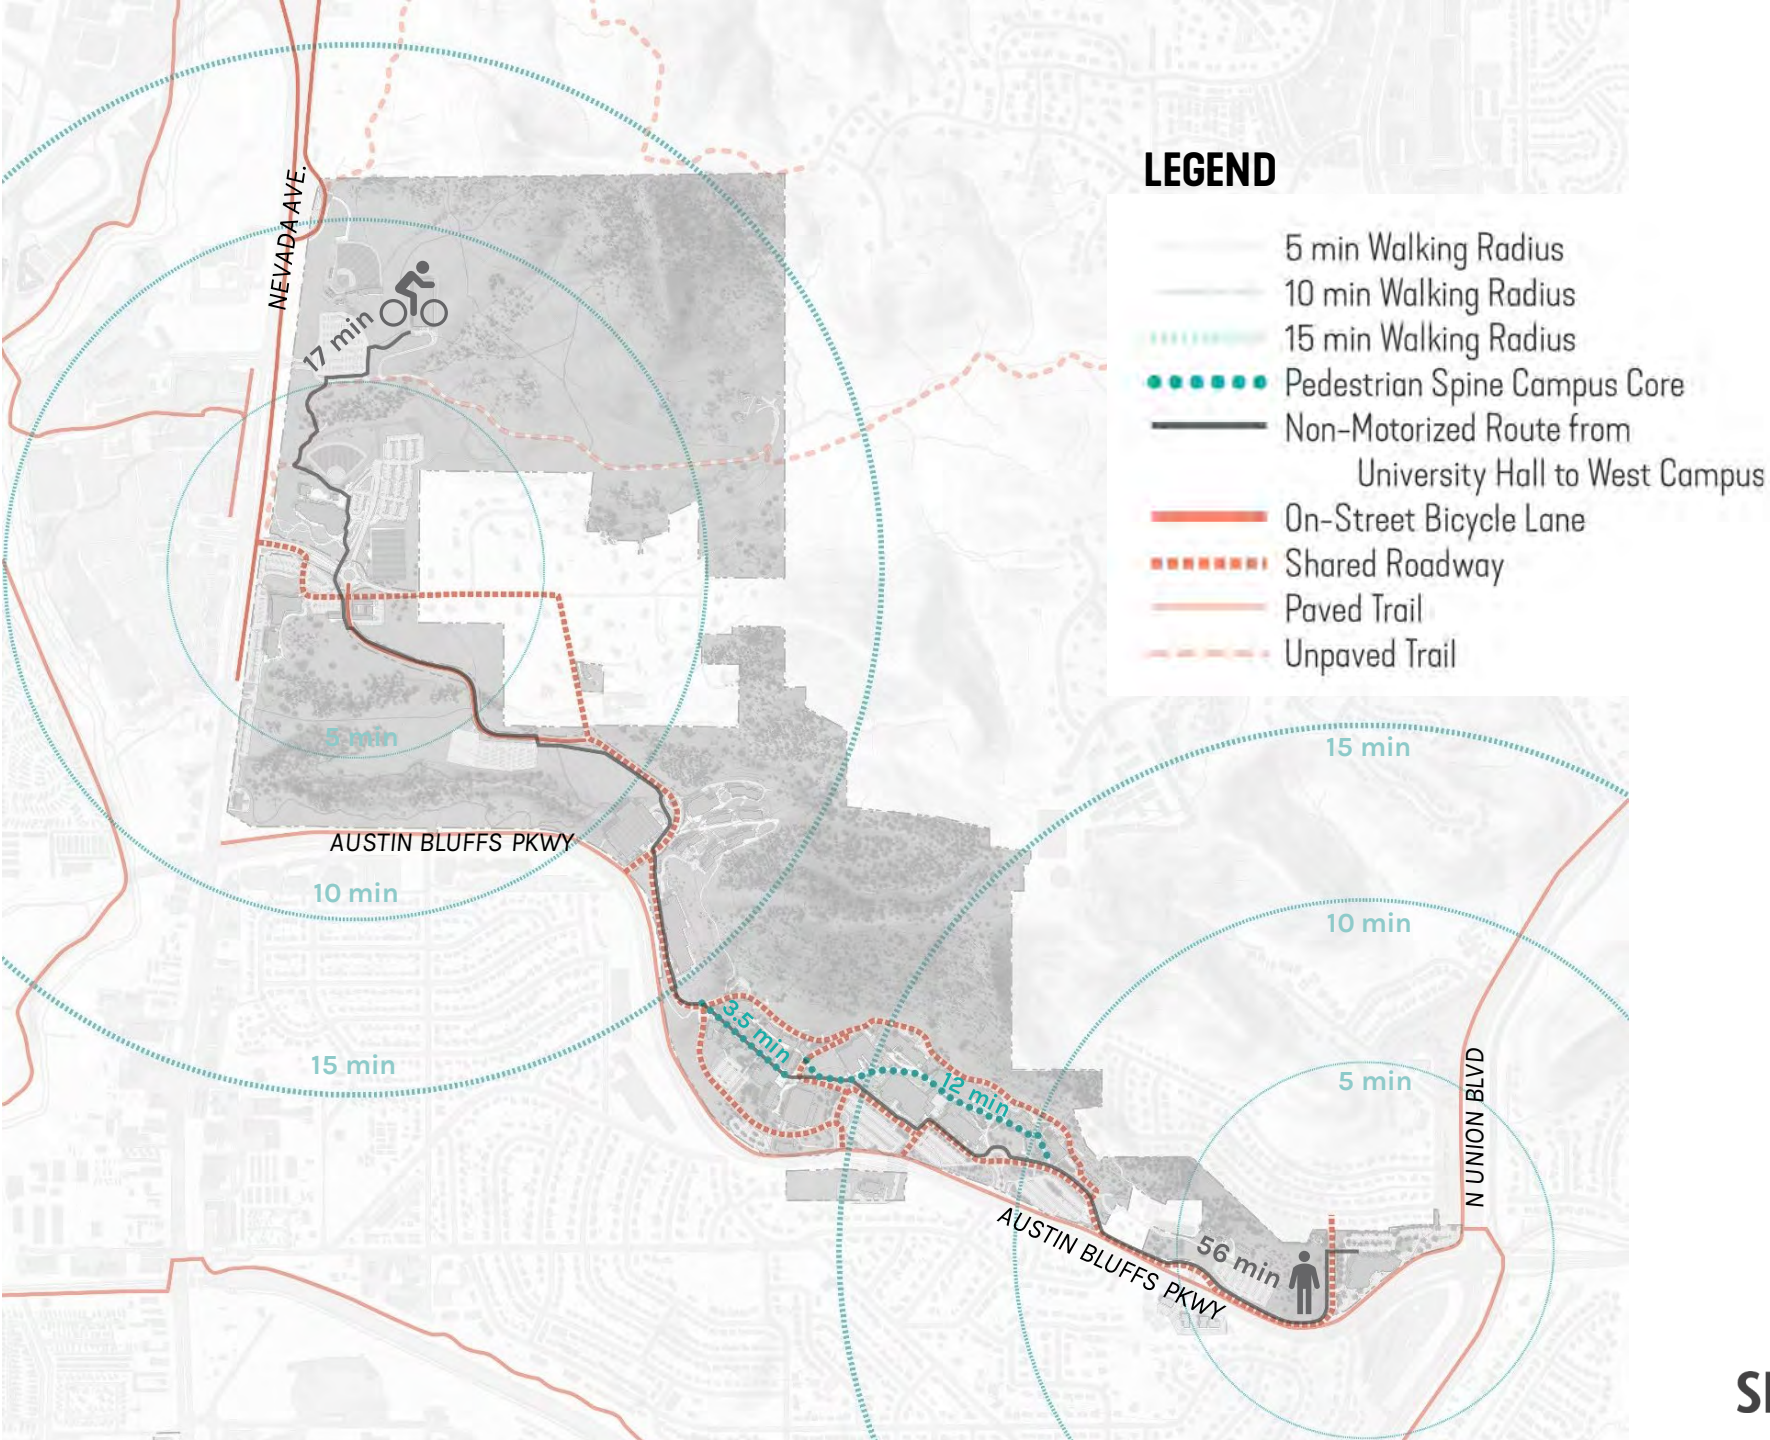 LEGEND
5 min Walking Radius
10 min Walking Radius
15 min Walking Radius
Pedestrian Spine Campus Core
Non-Motorized Route from
University Hall to West Campus
On-Street Bicycle Lane
Shared Roadway
Paved Trail
Unpaved Trail
NEVADA AVE.
17 min
5 min
AUSTIN BLUFFS PKWY
10 min
15 min
15 min
10 min
5 min
N UNION BLVD
3.5 min
12 min
56 min
AUSTIN BLUFFS PKWY